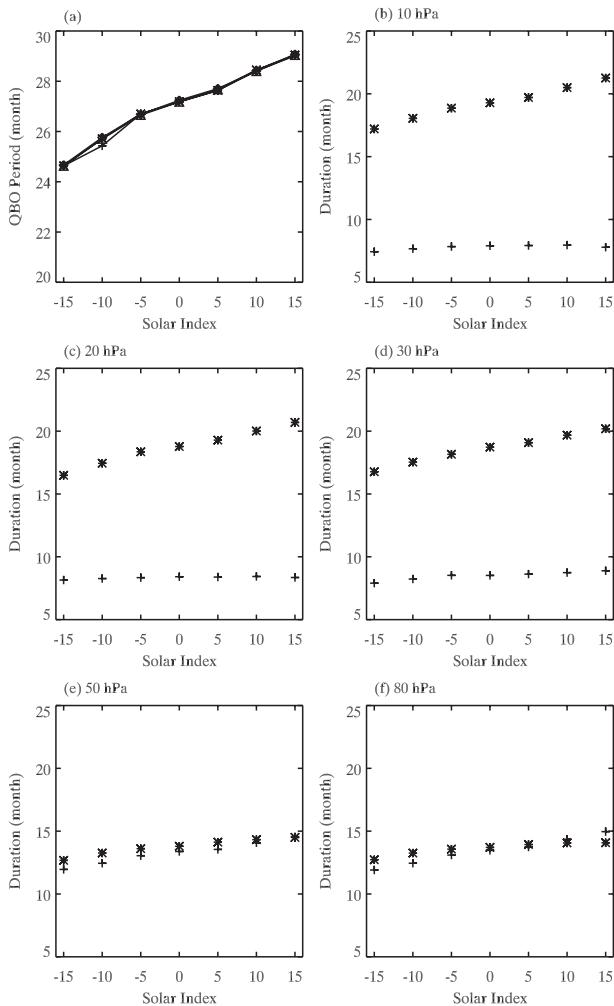 (a)
30
28
26
24
22
20
QBO Period (month)
-15 -10 -5 0 5 10 15
Solar Index
(b) 10 hPa
25
20
15
10
5
Duration (month)
-15 -10 -5 0 5 10 15
Solar Index
(c) 20 hPa
25
20
15
10
5
Duration (month)
-15 -10 -5 0 5 10 15
Solar Index
(d) 30 hPa
25
20
15
10
5
Duration (month)
-15 -10 -5 0 5 10 15
Solar Index
(e) 50 hPa
25
20
15
10
5
Duration (month)
-15 -10 -5 0 5 10 15
Solar Index
(f) 80 hPa
25
20
15
10
5
Duration (month)
-15 -10 -5 0 5 10 15
Solar Index